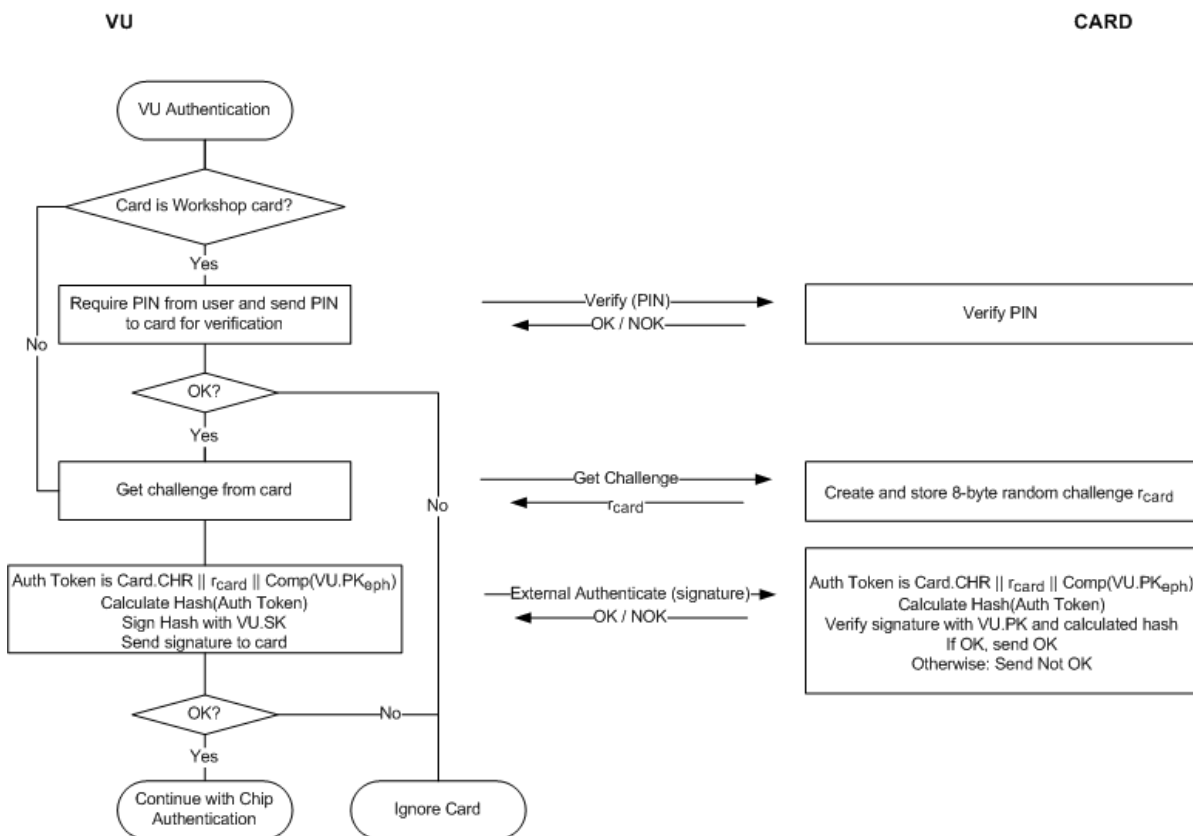 VU
CARD
VU Authentication
Card is Workshop card?
Yes
Require PIN from user and send PIN
to card for verification
Verify (PIN)
OK / NOK
Verify PIN
No
OK?
Yes
Get challenge from card
No
Get Challenge
rcard
Create and store 8-byte random challenge rcard
Auth Token is Card.CHR || rcard || Comp(VU.PKeph)
Calculate Hash(Auth Token)
Sign Hash with VU.SK
Send signature to card
External Authenticate (signature)
OK / NOK
Auth Token is Card.CHR || rcard || Comp(VU.PKeph)
Calculate Hash(Auth Token)
Verify signature with VU.PK and calculated hash
If OK, send OK
Otherwise: Send Not OK
OK?
No
Yes
Continue with Chip
Authentication
Ignore Card